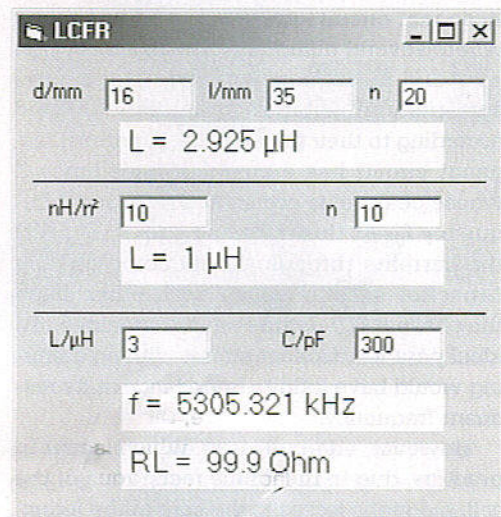 LCFR
d/mm 16 l/mm 35 n 20
L = 2.925 µH
nH/n² 10 n 10
L = 1 µH
L/µH 3 C/pF 300
f = 5305.321 kHz
RL = 99.9 Ohm